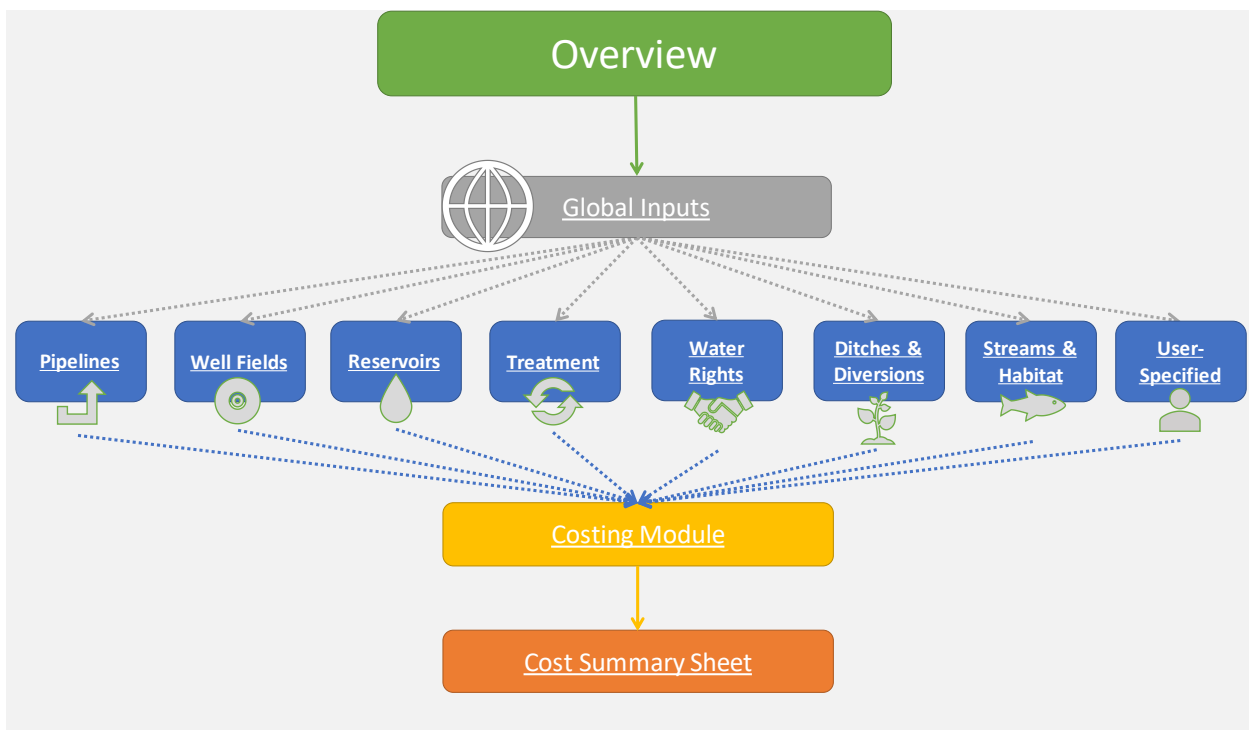 Overview
Global Inputs
Pipelines
Well Fields
Reservoirs
Treatment
Water
Rights
Ditches &
Diversions
Streams &
Habitat
User-
Specified
Costing Module
Cost Summary Sheet